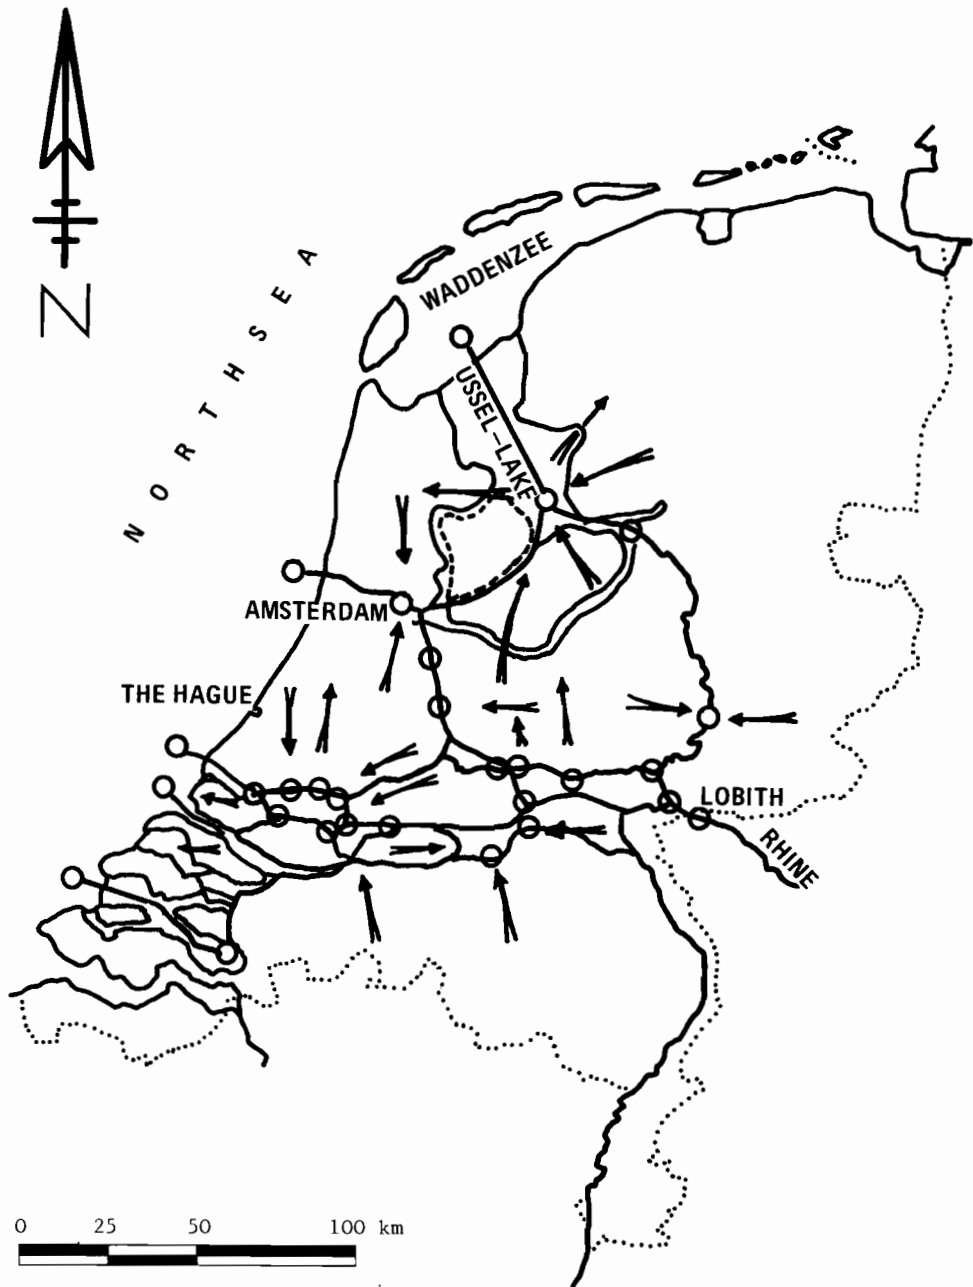 N
NORTHSEA
WADDENZEE
IJSSEL-LAKE
AMSTERDAM
THE HAGUE
LOBITH
RHINE
0 25 50 100 km